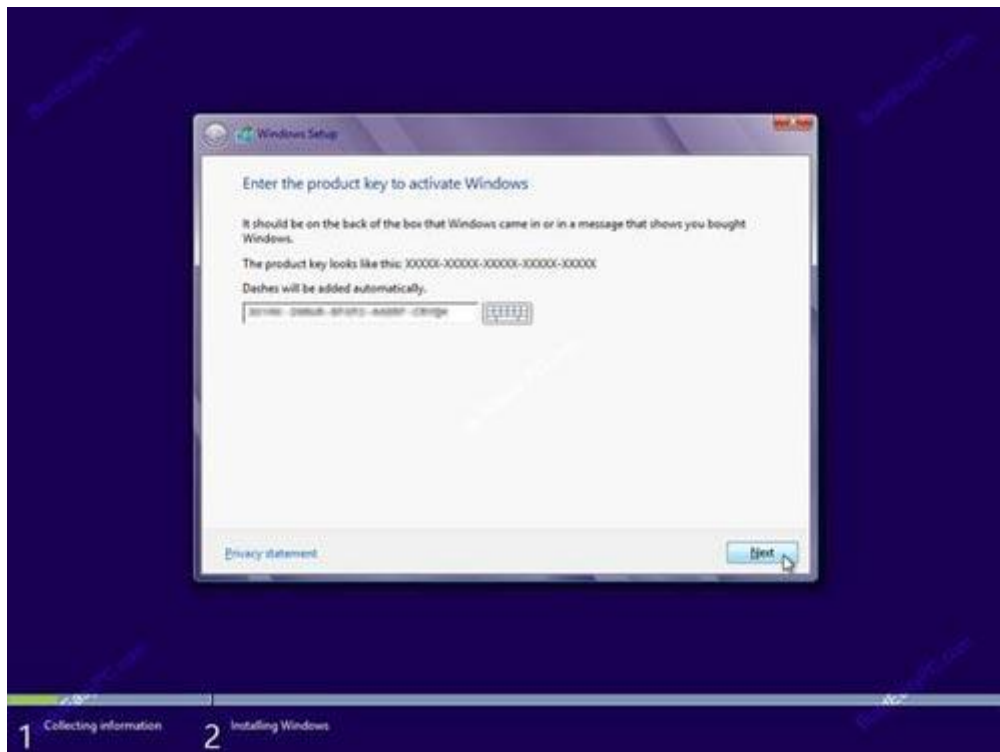 Windows Setup
Enter the product key to activate Windows
It should be on the back of the box that Windows came in or in a message that shows you bought
Windows.
The product key looks like this: XXXXX-XXXXX-XXXXX-XXXXX-XXXXX
Dashes will be added automatically.
Privacy statement
Next
1 Collecting information
2 Installing Windows